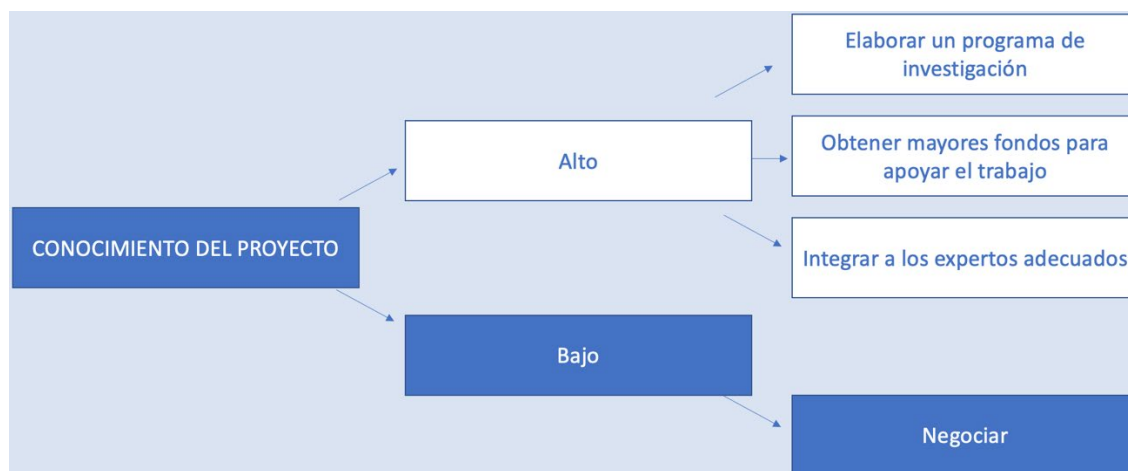 Elaborar un programa de
investigación
Alto
Obtener mayores fondos para
apoyar el trabajo
CONOCIMIENTO DEL PROYECTO
Integrar a los expertos adecuados
Bajo
Negociar